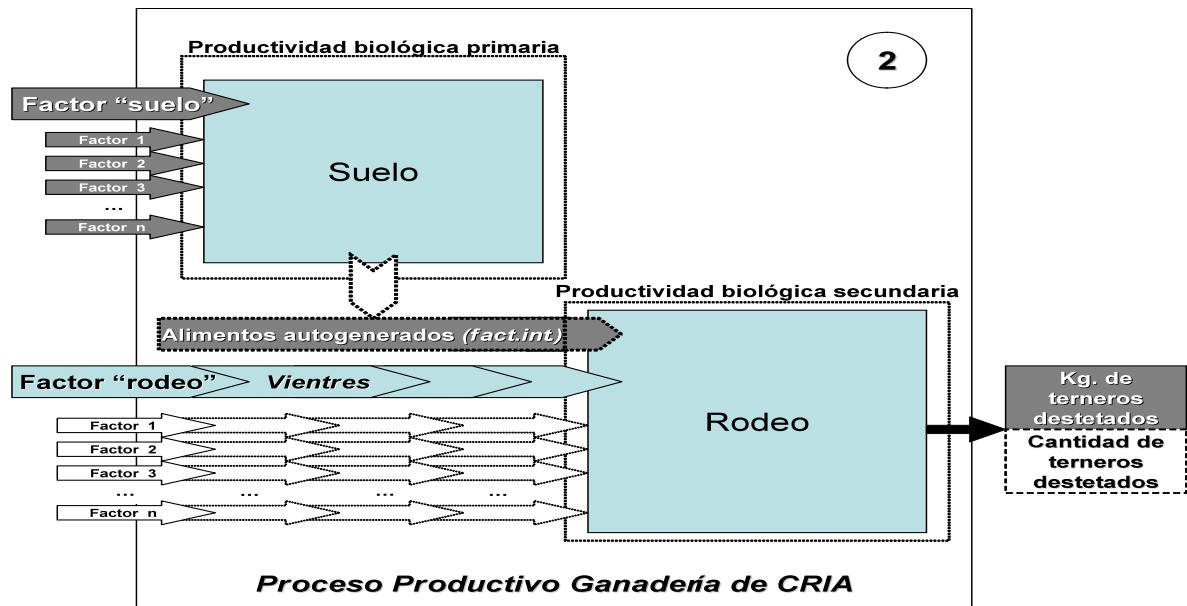 Productividad biológica primaria
2
Factor “suelo”
Factor 1
Factor 2
Factor 3
...
Factor n
Suelo
Productividad biológica secundaria
Alimentos autogenerados (fact.int.)
Factor “rodeo” Vientres
Factor 1
Factor 2
Factor 3
... ... ... ...
Factor n
Rodeo
Kg. de
terneros
destetados
Cantidad de
terneros
destetados
Proceso Productivo Ganadería de CRIA